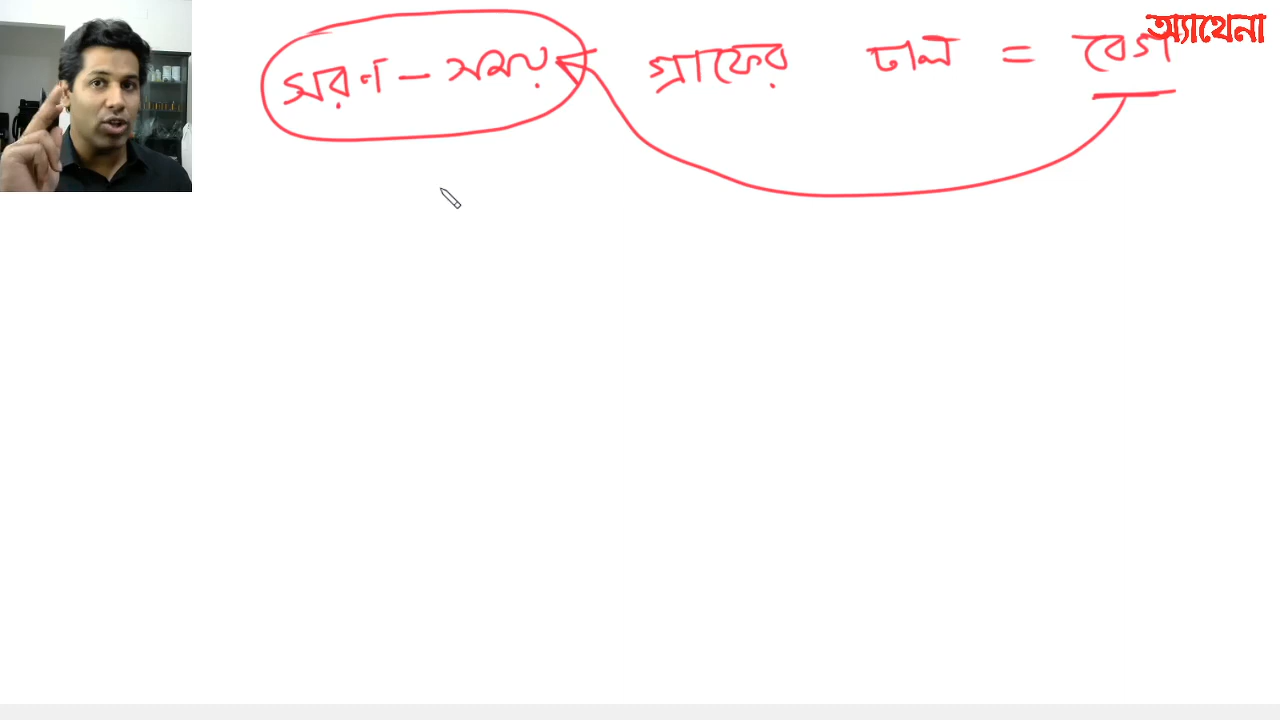 সরণ - সময় গ্রাফের ঢাল = বেগ
অ্যাথেনা